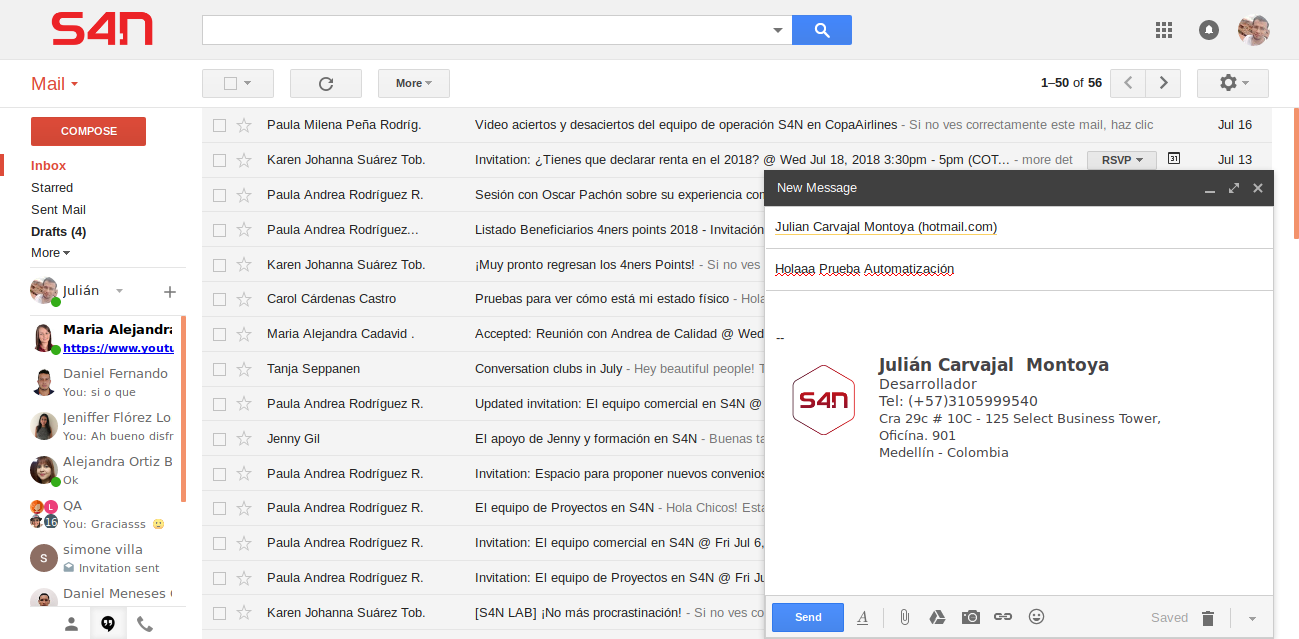 S4N
Mail
More
1–50 of 56
COMPOSE
Inbox
Starred
Sent Mail
Drafts (4)
More
Julián
Maria Alejandra
https://www.youtu
Daniel Fernando
You: si o que
Jeniffer Flórez Lo
You: Ah bueno disfr
Alejandra Ortiz B
Ok
L
16
QA
You: Graciasss
S
simone villa
Invitation sent
Daniel Meneses
Paula Milena Peña Rodríg. Video aciertos y desaciertos del equipo de operación S4N en CopaAirlines - Si no ves correctamente este mail, haz clic Jul 16
Karen Johanna Suárez Tob. Invitation: ¿Tienes que declarar renta en el 2018? @ Wed Jul 18, 2018 3:30pm - 5pm (COT... - more det RSVP 31 Jul 13
Paula Andrea Rodríguez R. Sesión con Oscar Pachón sobre su experiencia con
Paula Andrea Rodríguez... Listado Beneficiarios 4ners points 2018 - Invitación
Karen Johanna Suárez Tob. ¡Muy pronto regresan los 4ners Points! - Si no ves
Carol Cárdenas Castro Pruebas para ver cómo está mi estado físico - Hola
Maria Alejandra Cadavid . Accepted: Reunión con Andrea de Calidad @ Wed
Tanja Seppanen Conversation clubs in July - Hey beautiful people! T
Paula Andrea Rodríguez R. Updated invitation: El equipo comercial en S4N @
Jenny Gil El apoyo de Jenny y formación en S4N - Buenas ta
Paula Andrea Rodríguez R. Invitation: Espacio para proponer nuevos convenios
Paula Andrea Rodríguez R. El equipo de Proyectos en S4N - Hola Chicos! Esta
Paula Andrea Rodríguez R. Invitation: El equipo comercial en S4N @ Fri Jul 6,
Paula Andrea Rodríguez R. Invitation: El equipo de Proyectos en S4N @ Fri Ju
Karen Johanna Suárez Tob. [S4N LAB] ¡No más procrastinación! - Si no ves co
New Message
Julian Carvajal Montoya (hotmail.com)
Holaaa Prueba Automatización
--
S4N
Julián Carvajal Montoya
Desarrollador
Tel: (+57)3105999540
Cra 29c # 10C - 125 Select Business Tower,
Oficína. 901
Medellín - Colombia
Send
A
Saved